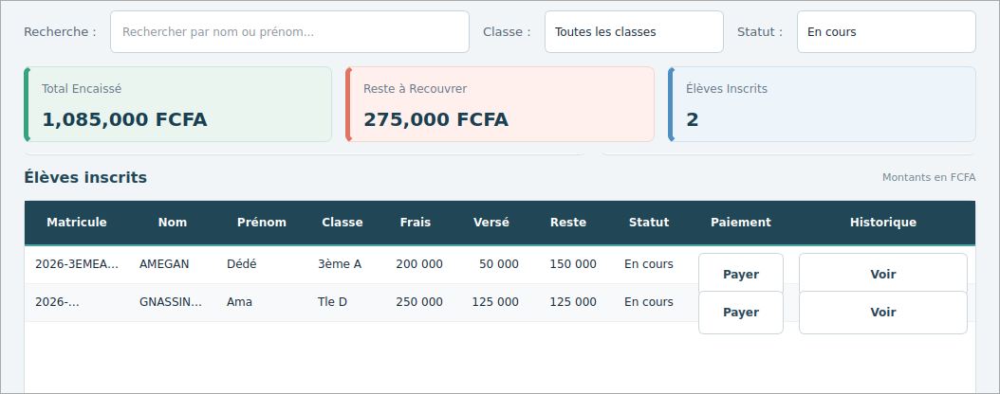 Recherche : Rechercher par nom ou prénom... Classe : Toutes les classes Statut : En cours
Total Encaissé Reste à Recouvrer Élèves Inscrits
1,085,000 FCFA 275,000 FCFA 2
Élèves inscrits Montants en FCFA
Matricule Nom Prénom Classe Frais Versé Reste Statut Paiement Historique
2026-3EMEA... AMEGAN Dédé 3ème A 200 000 50 000 150 000 En cours Payer Voir
2026-... GNASSIN... Ama Tle D 250 000 125 000 125 000 En cours Payer Voir